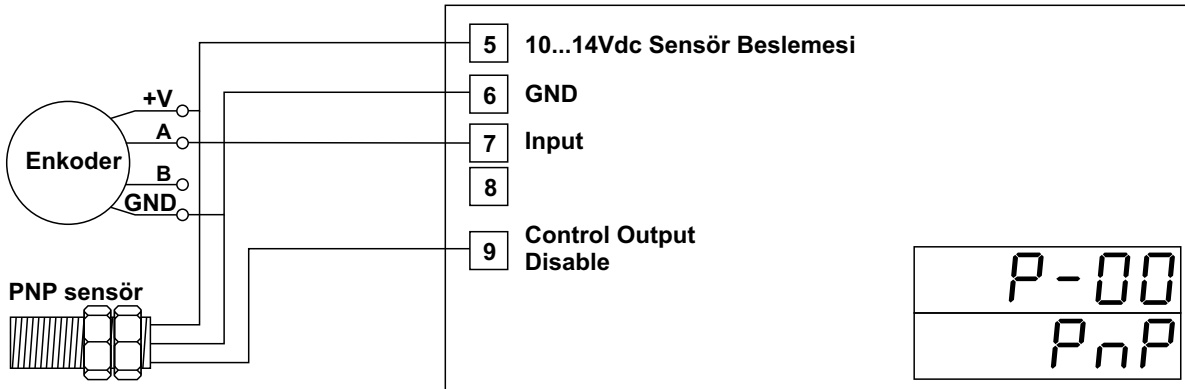 5 10...14Vdc Sensör Beslemesi
6 GND
7 Input
8
9 Control Output
Disable
+V
A
B
GND
Enkoder
PNP sensör
P-00
PnP